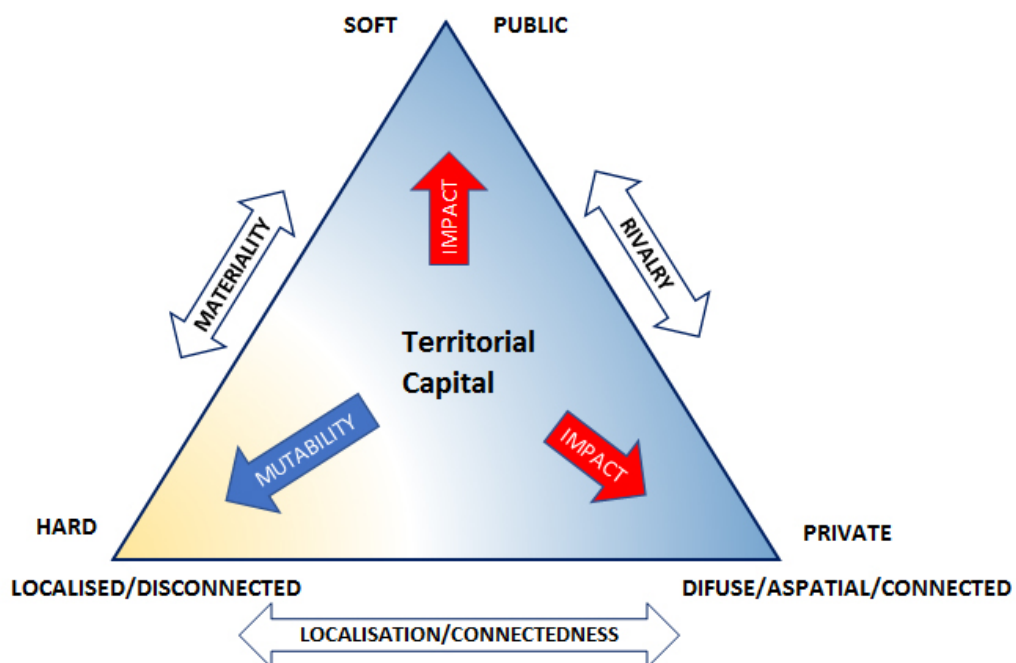 SOFT PUBLIC
IMPACT
MATERIALITY
RIVALRY
Territorial
Capital
MUTABILITY
IMPACT
HARD
PRIVATE
LOCALISED/DISCONNECTED
DIFUSE/ASPATIAL/CONNECTED
LOCALISATION/CONNECTEDNESS